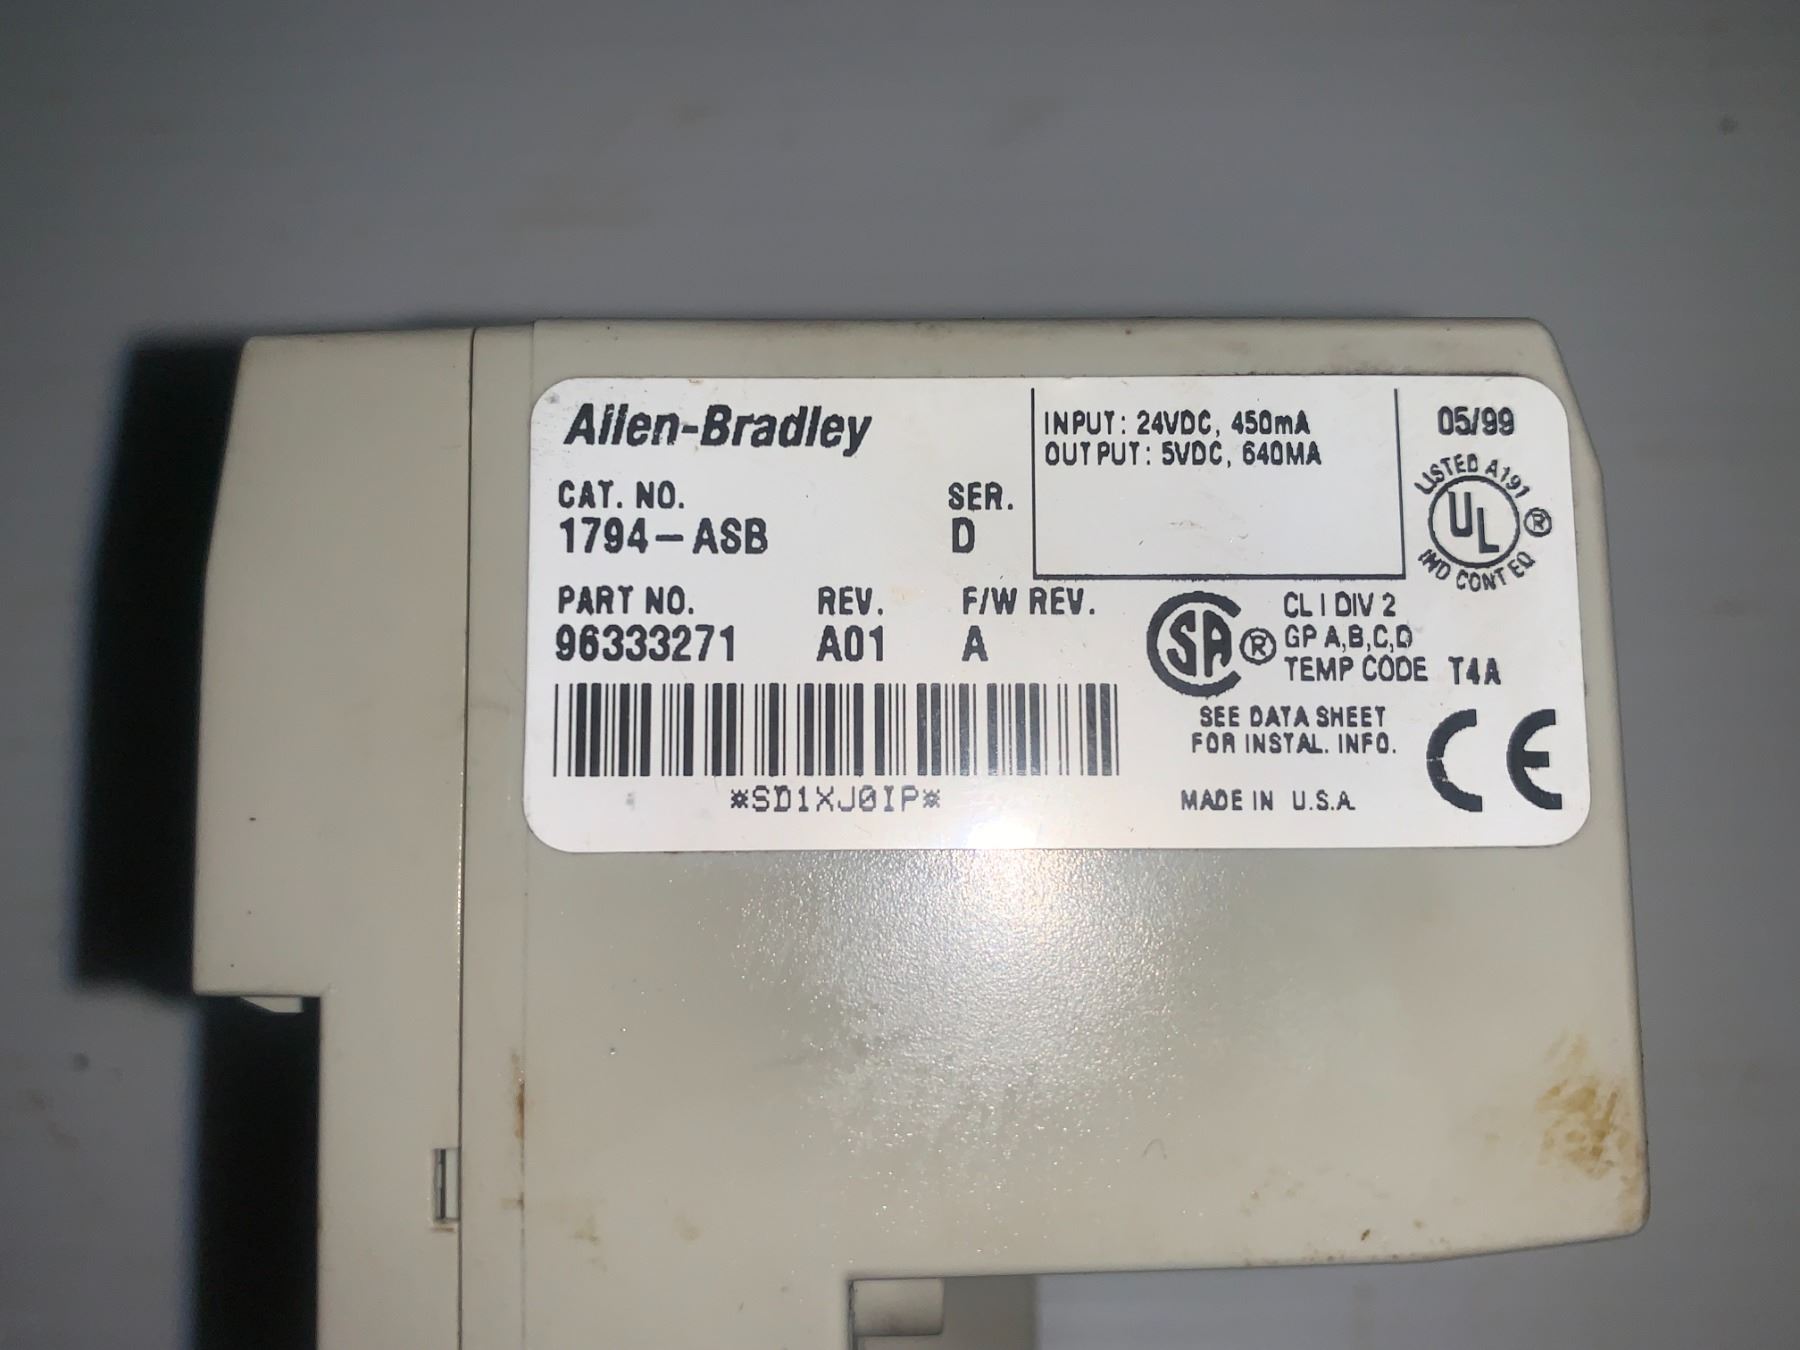 Allen-Bradley
CAT. NO. SER.
1794-ASB D
PART NO. REV. F/W REV.
96333271 A01 A
*SD1XJ0IP*
INPUT: 24VDC, 450mA
OUTPUT: 5VDC, 640MA
05/99
LISTED A191
UL ®
IND CONT EQ
SA ®
CL I DIV 2
GP A,B,C,D
TEMP CODE T4A
SEE DATA SHEET
FOR INSTAL. INFO.
CE
MADE IN U.S.A.